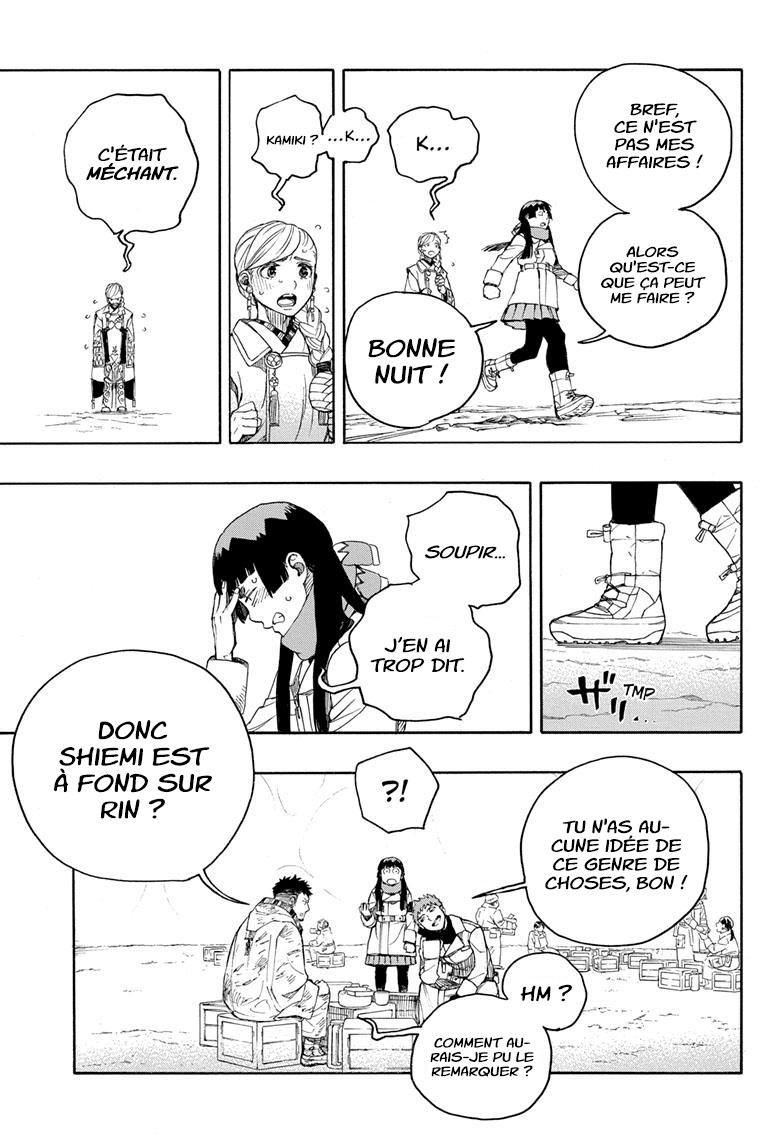 BREF,
CE N'EST
PAS MES
AFFAIRES !
ALORS
QU'EST-CE
QUE ÇA PEUT
ME FAIRE ?
BONNE
NUIT !
K...
...K...
KAMIKI ?
C'ÉTAIT
MÉCHANT.
ザッ
TMP
...
SOUPIR...
J'EN AI
TROP DIT.
DONC
SHIEMI EST
À FOND SUR
RIN ?
?!
TU N'AS AU-
CUNE IDÉE DE
CE GENRE DE
CHOSES, BON !
HM ?
COMMENT AU-
RAIS-JE PU LE
REMARQUER ?